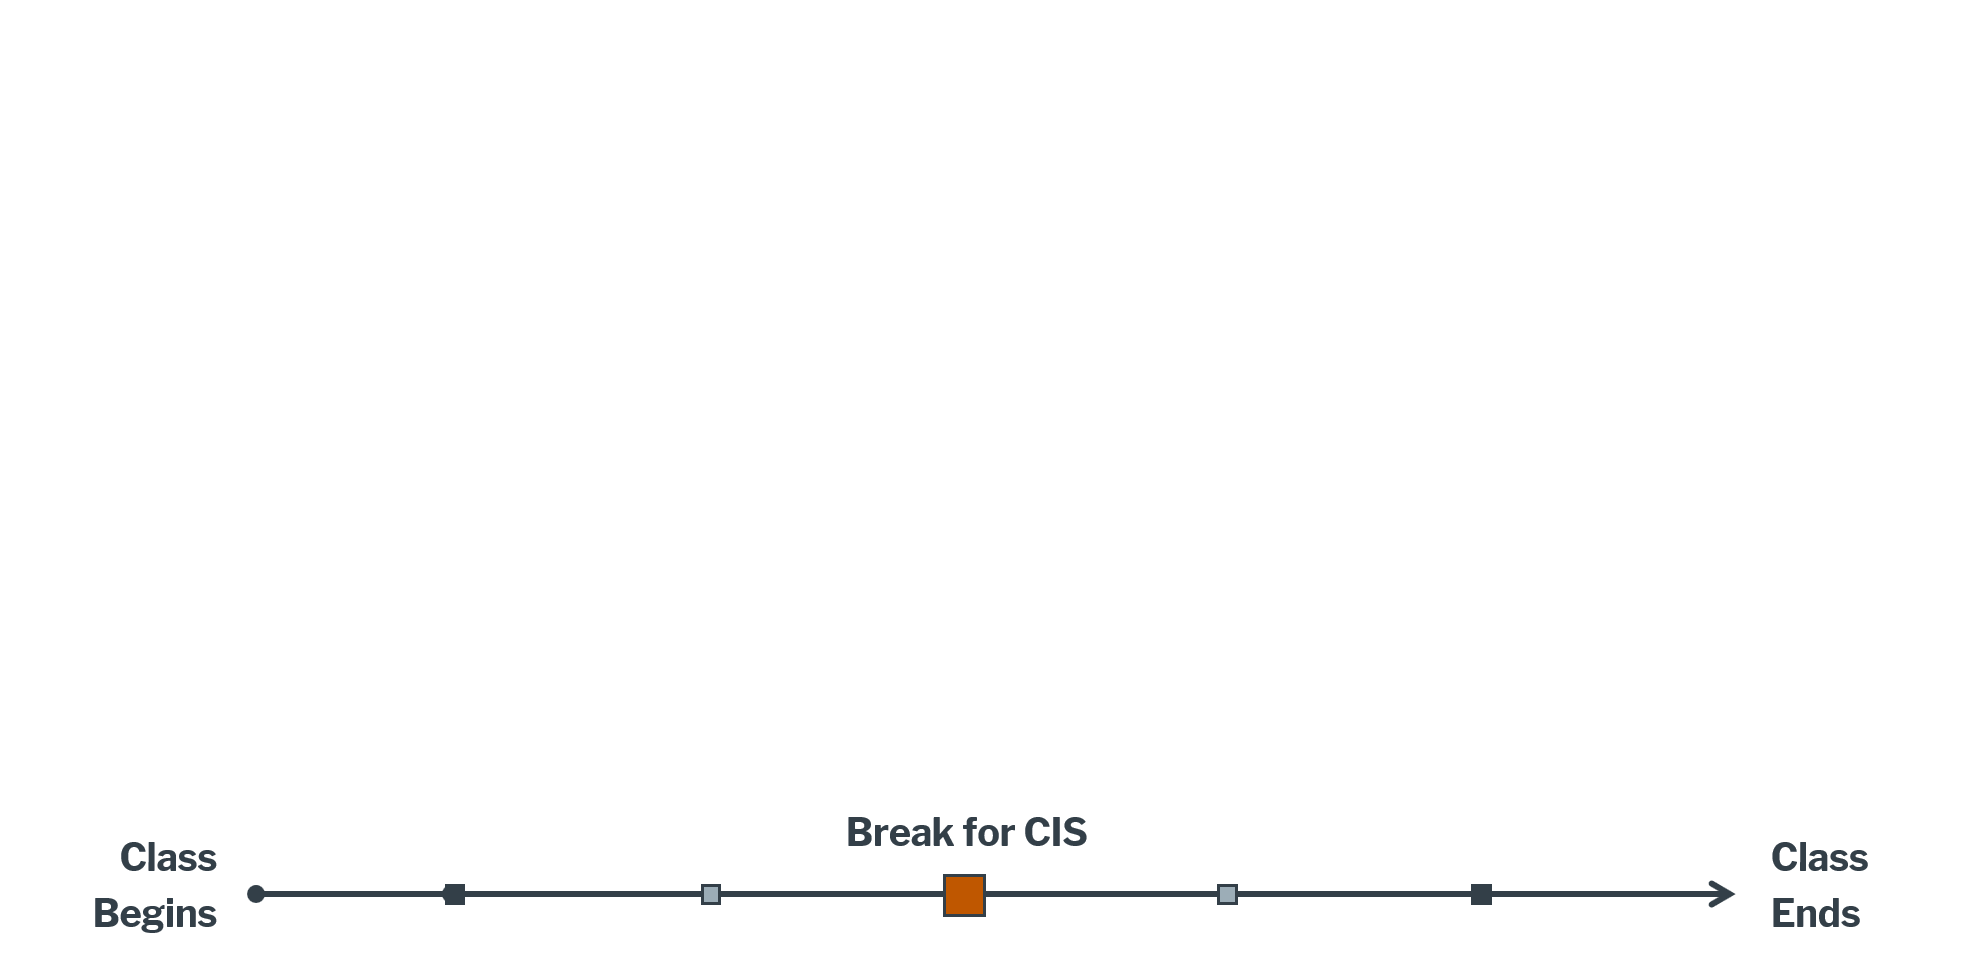 Break for CIS
Class
Begins
Class
Ends